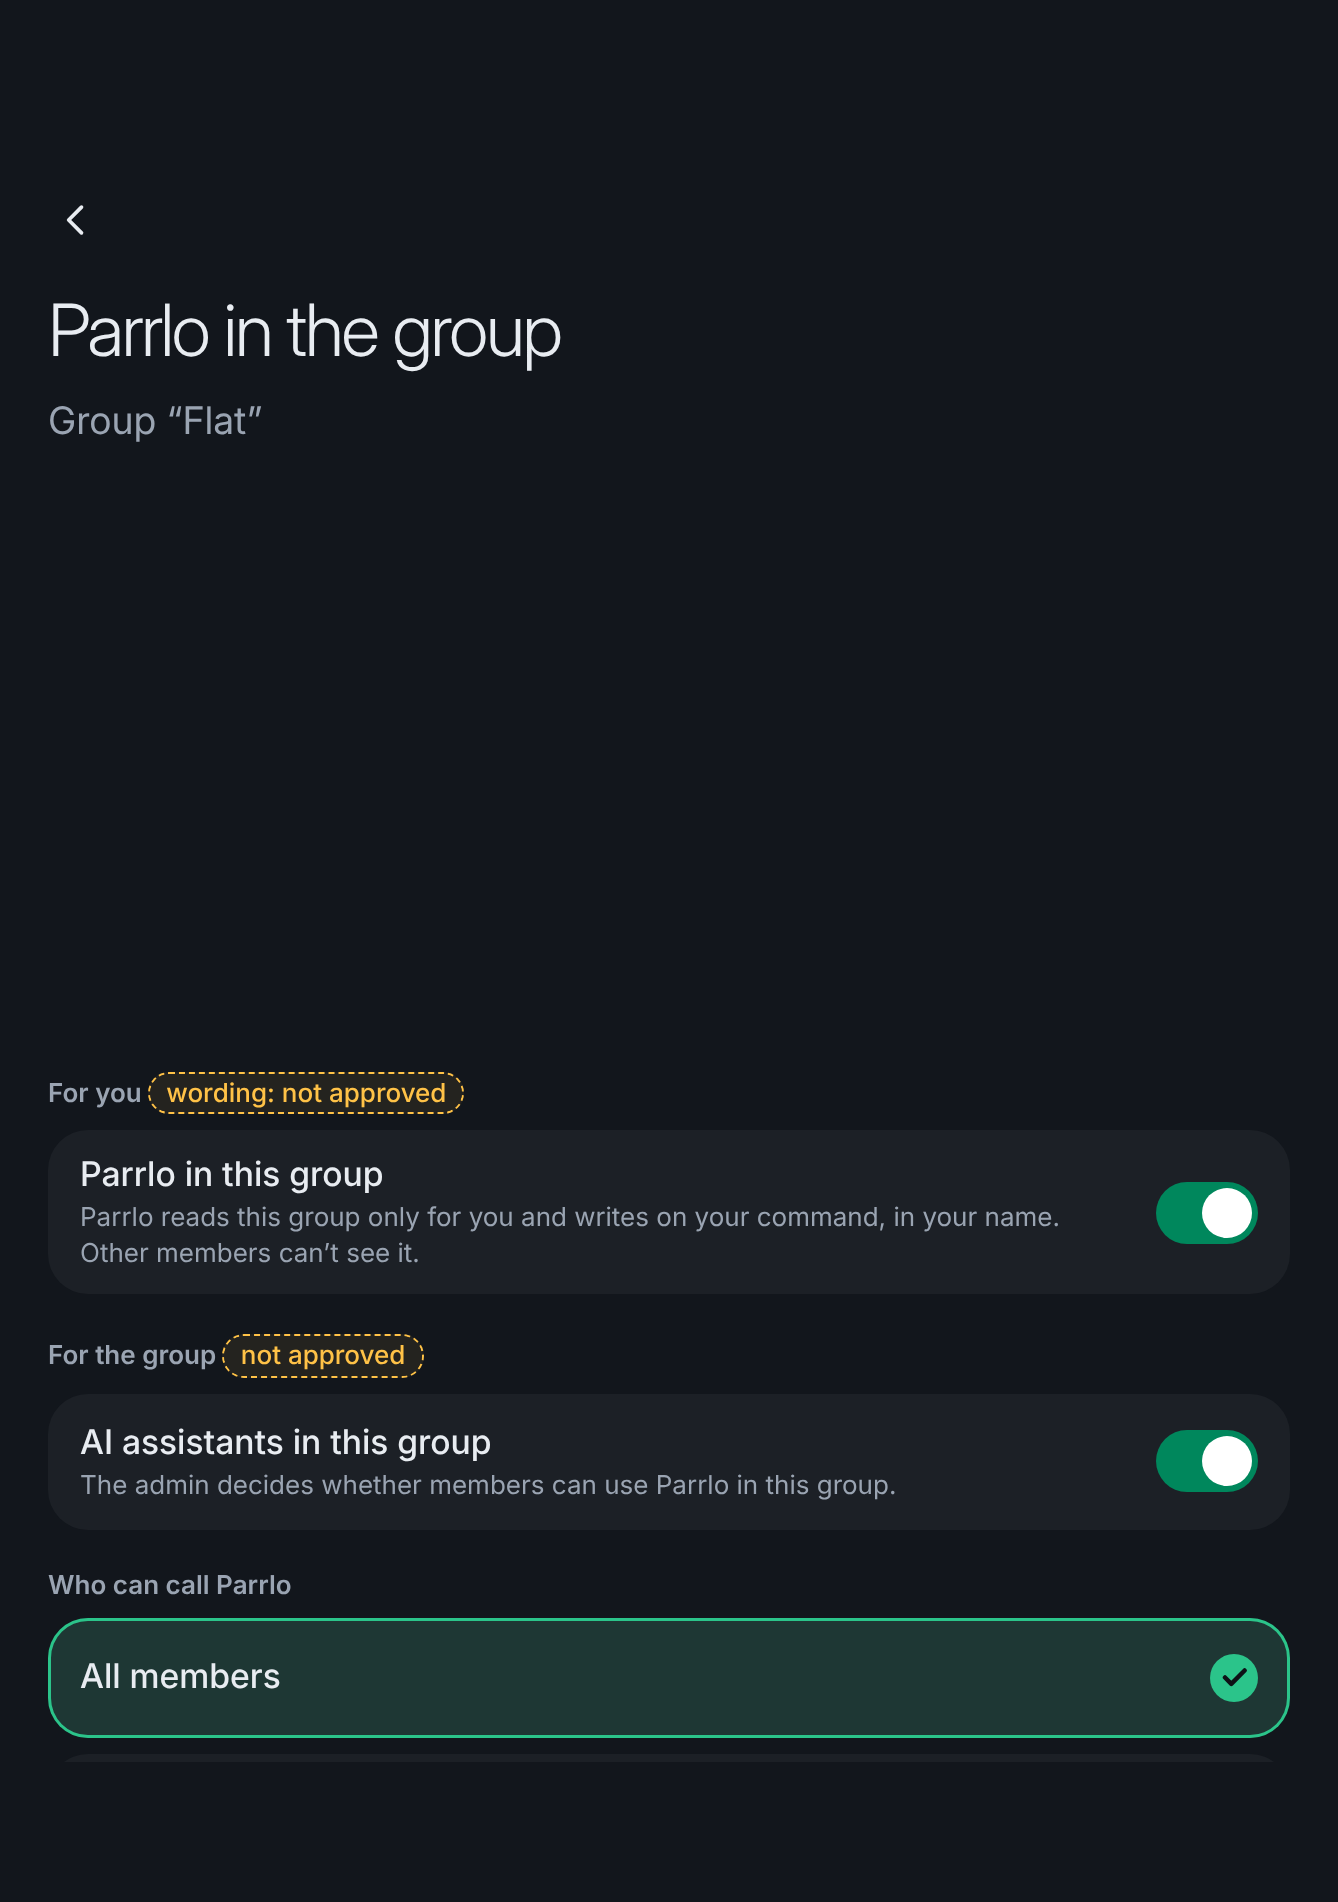 Parrlo in the group
Group “Flat”
For you wording: not approved
Parrlo in this group
Parrlo reads this group only for you and writes on your command, in your name.
Other members can’t see it.
For the group not approved
AI assistants in this group
The admin decides whether members can use Parrlo in this group.
Who can call Parrlo
All members